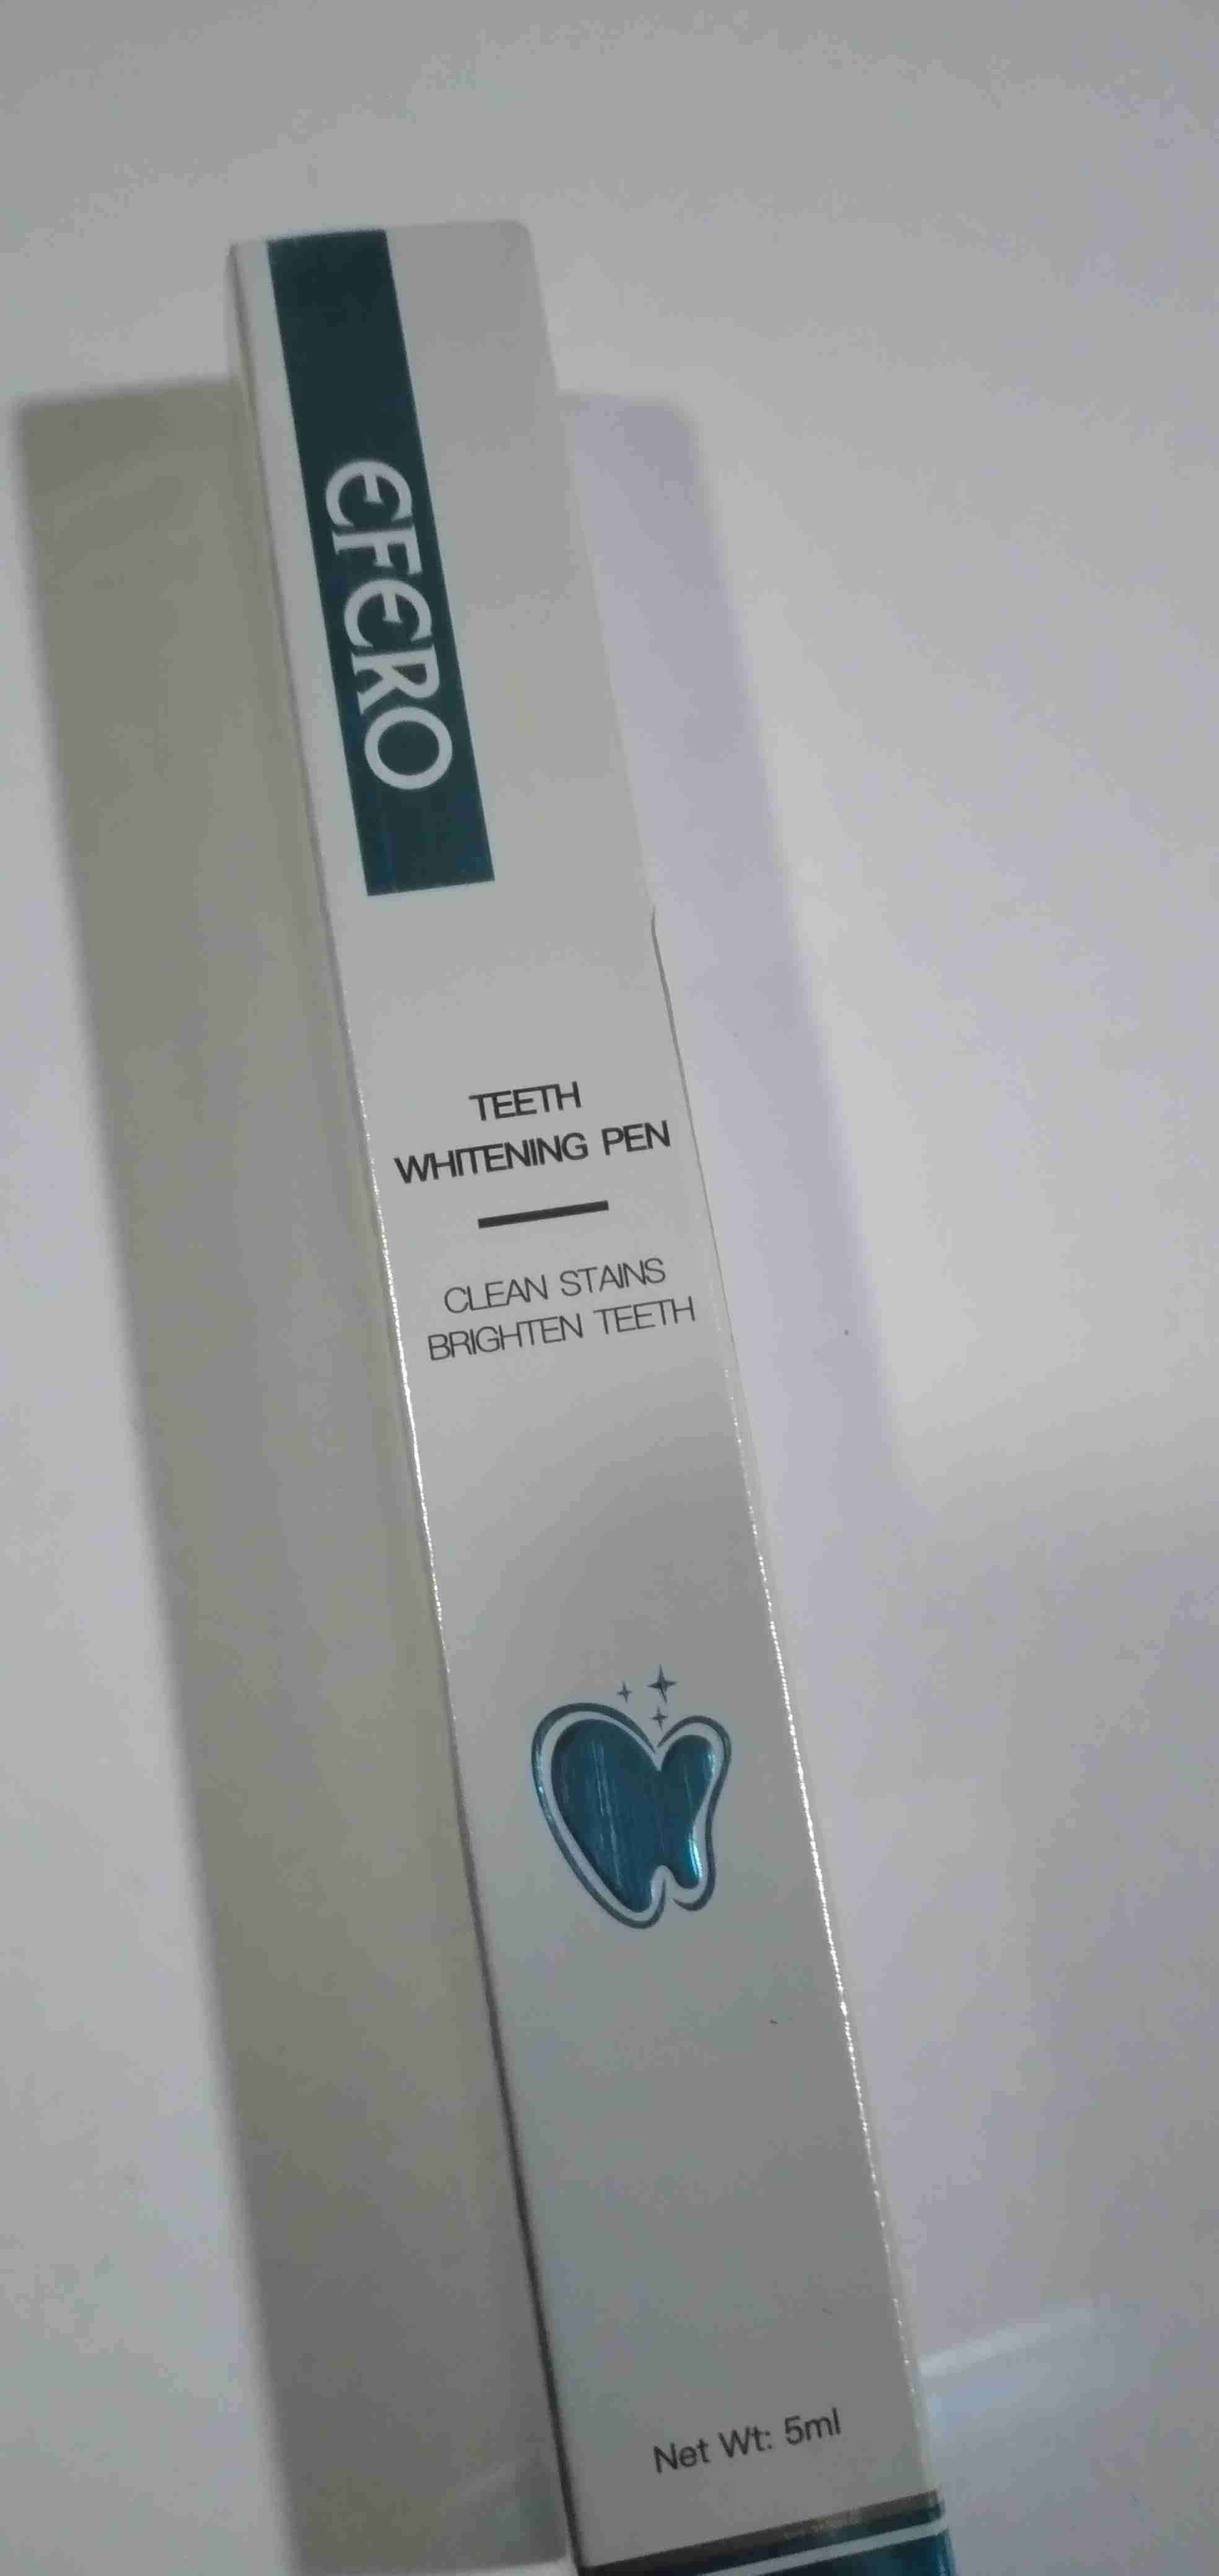 EFERO
TEETH
WHITENING PEN
CLEAN STAINS
BRIGHTEN TEETH
Net Wt: 5ml